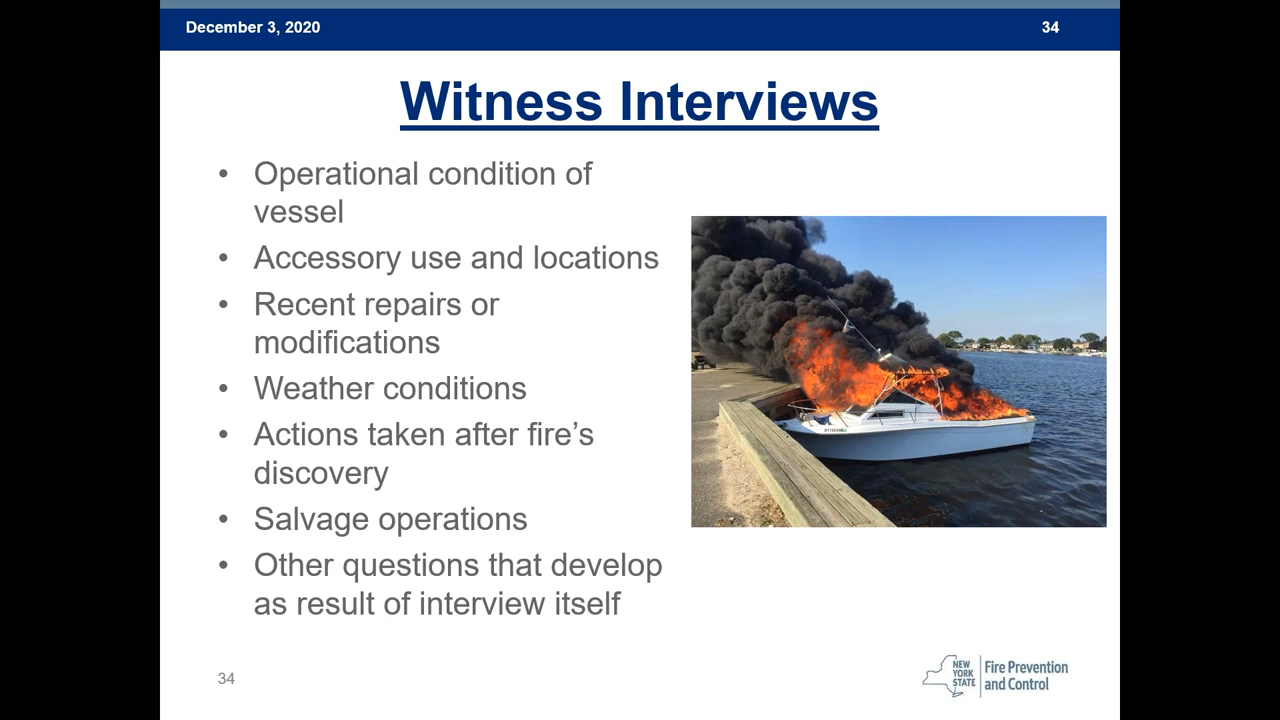 December 3, 2020
34
Witness Interviews
• Operational condition of
vessel
• Accessory use and locations
• Recent repairs or
modifications
• Weather conditions
• Actions taken after fire’s
discovery
• Salvage operations
• Other questions that develop
as result of interview itself
34
NEW
YORK
STATE
Fire Prevention
and Control